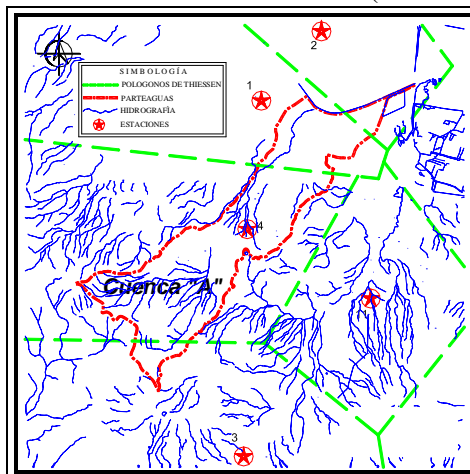 2
SIMBOLOGÍA
POLOGONOS DE THIESSEN
PARTEAGUAS
HIDROGRAFÍA
ESTACIONES
1
4
Cuenca "A"
3